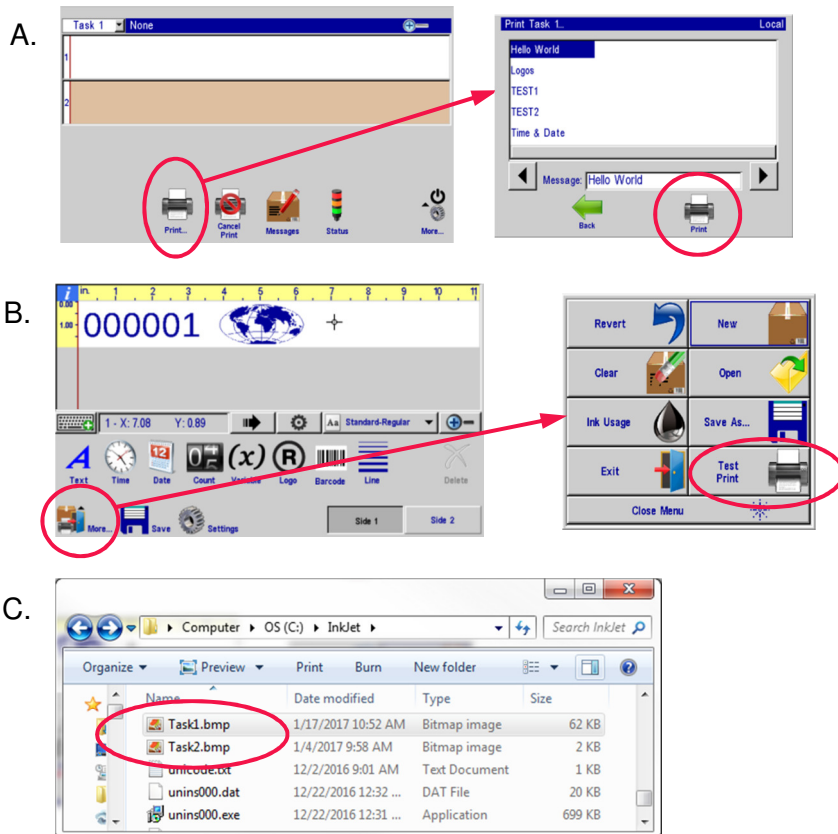 A.
Task 1 None
1
2
Print... Cancel Print Messages Status More...
Print Task 1... Local
Hello World
Logos
TEST1
TEST2
Time & Date
Message: Hello World
Back Print
B.
i in. 1 2 3 4 5 6 7 8 9 10 11
0.00
1.00 000001
1 - X: 7.08 Y: 0.89 Aa Standard-Regular
A 12 (x) R
Text Time Date Count Variable Logo Barcode Line Delete
More... Save Settings Side 1 Side 2
Revert New
Clear Open
Ink Usage Save As...
Exit Test Print
Close Menu
C.
Computer OS (C:) InkJet Search InkJet
Organize Preview Print Burn New folder
Name Date modified Type Size
Task1.bmp 1/17/2017 10:52 AM Bitmap image 62 KB
Task2.bmp 1/4/2017 9:58 AM Bitmap image 2 KB
unicode.txt 12/2/2016 9:01 AM Text Document 1 KB
unins000.dat 12/22/2016 12:32 ... DAT File 20 KB
unins000.exe 12/22/2016 12:31 ... Application 699 KB